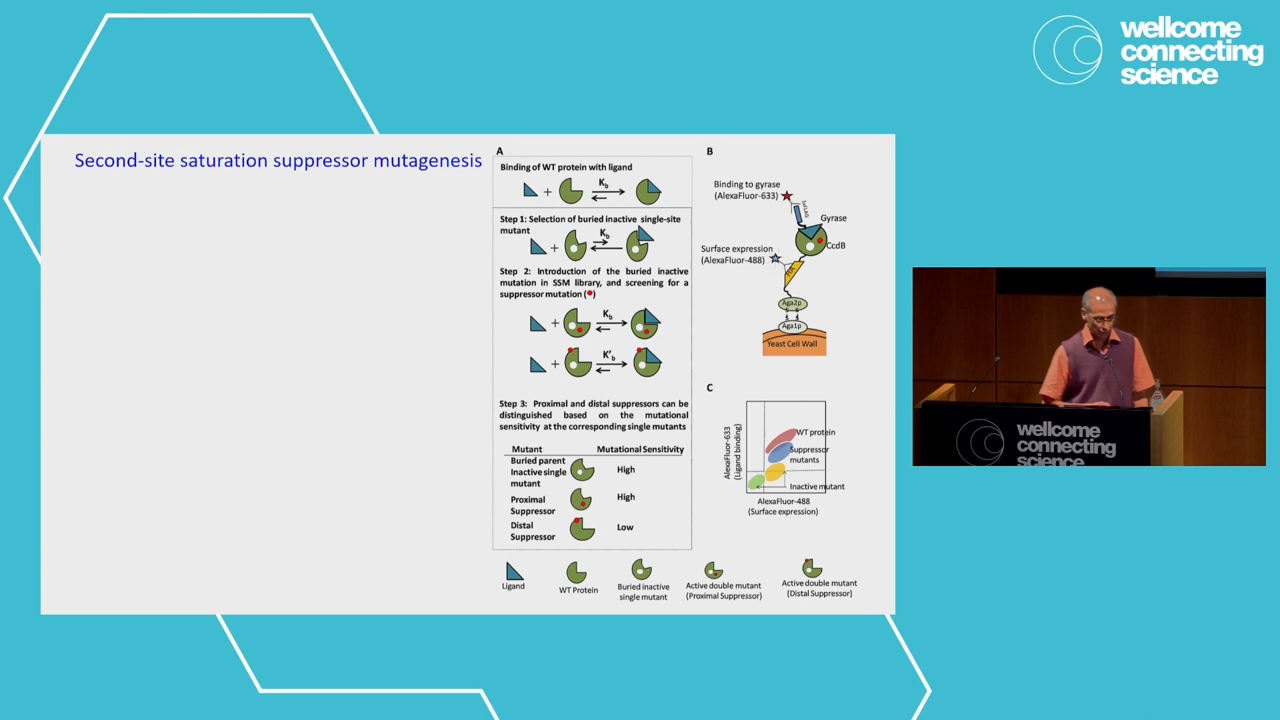 wellcome
connecting
science
Second-site saturation suppressor mutagenesis
A
Binding of WT protein with ligand
+
Kb
Step 1: Selection of buried inactive single-site
mutant
+
Kb
Step 2: Introduction of the buried inactive
mutation in SSM library, and screening for a
suppressor mutation ( )
+
Kb
+
K'b
Step 3: Proximal and distal suppressors can be
distinguished based on the mutational
sensitivity at the corresponding single mutants
Mutant Mutational Sensitivity
Buried parent
Inactive single
mutant
High
Proximal
Suppressor
High
Distal
Suppressor
Low
B
Binding to gyrase
(AlexaFluor-633)
Gyrase
CcdB
Surface expression
(AlexaFluor-488)
HA
Aga2p
S S
S S
Aga1p
Yeast Cell Wall
C
AlexaFluor-633
(Ligand binding)
WT protein
Suppressor
mutants
Inactive mutant
AlexaFluor-488
(Surface expression)
Ligand
WT Protein
Buried inactive
single mutant
Active double mutant
(Proximal Suppressor)
Active double mutant
(Distal Suppressor)
wellcome
connecting
science